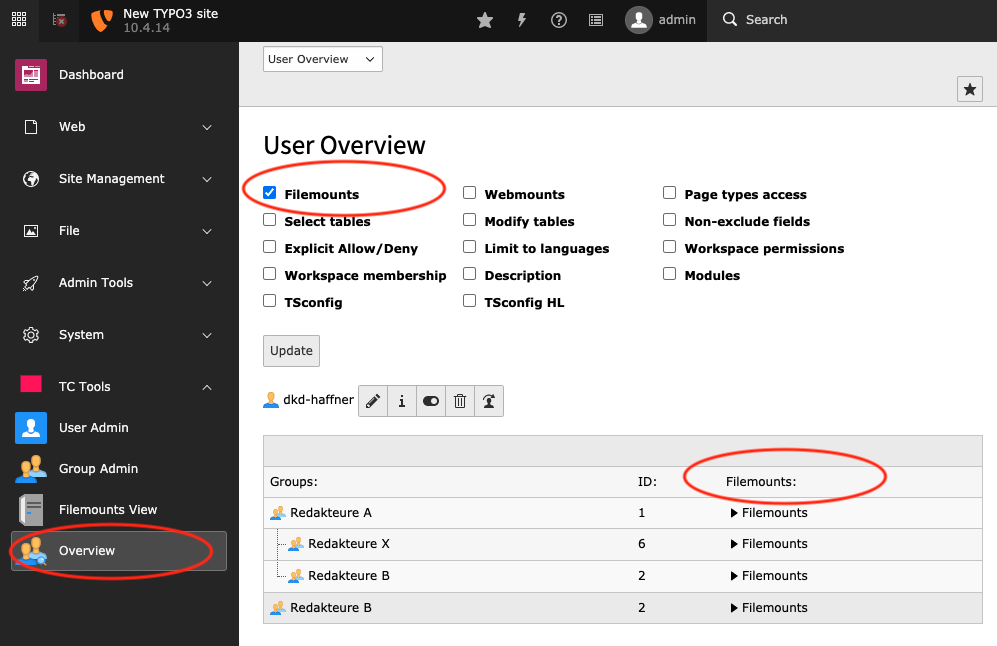 New TYPO3 site
10.4.14
admin
Search
Dashboard
Web
Site Management
File
Admin Tools
System
TC Tools
User Admin
Group Admin
Filemounts View
Overview
User Overview
User Overview
Filemounts Webmounts Page types access
Select tables Modify tables Non-exclude fields
Explicit Allow/Deny Limit to languages Workspace permissions
Workspace membership Description Modules
TSconfig TSconfig HL
Update
dkd-haffner
Groups: ID: Filemounts:
Redakteure A 1 Filemounts
Redakteure X 6 Filemounts
Redakteure B 2 Filemounts
Redakteure B 2 Filemounts